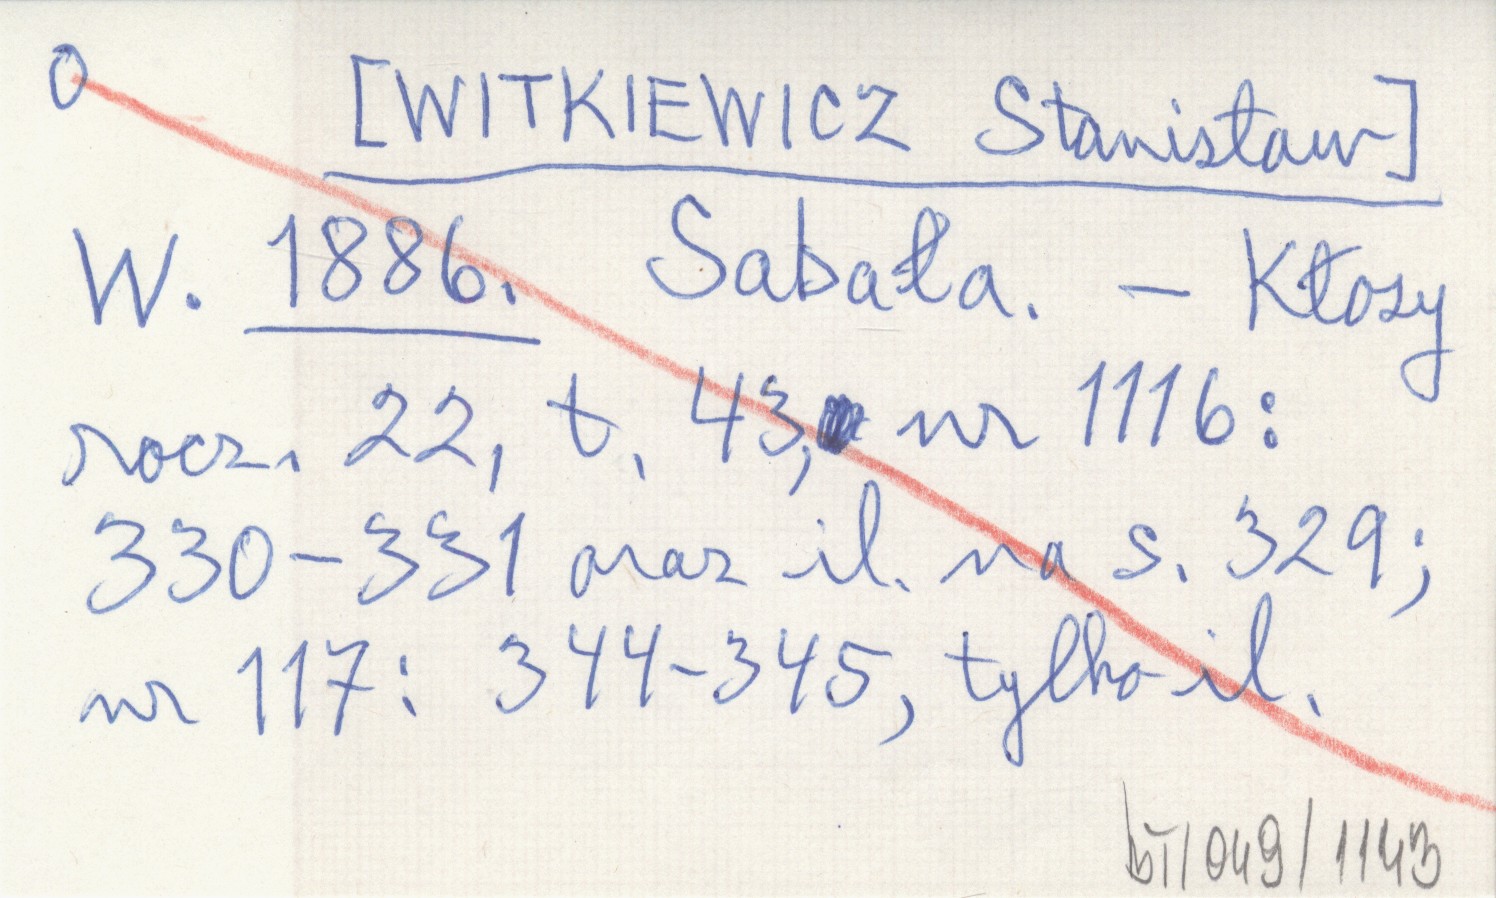 O [WITKIEWICZ Stanisław]
W. 1886. Sabała. – Kłosy
rocz. 22, t. 43, nr 1116:
330–331 oraz il. na s. 329;
nr 117: 344–345, tylko il.
bT/049/1143